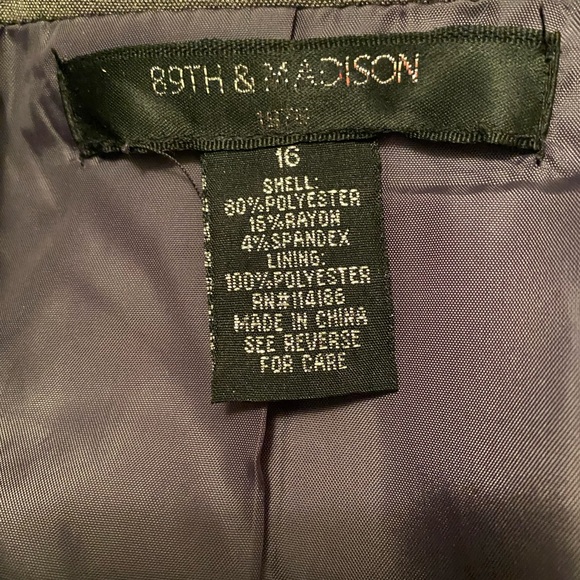 89TH & MADISON
16
SHELL:
80%POLYESTER
16%RAYON
4%SPANDEX
LINING:
100%POLYESTER
RN#114186
MADE IN CHINA
SEE REVERSE
FOR CARE